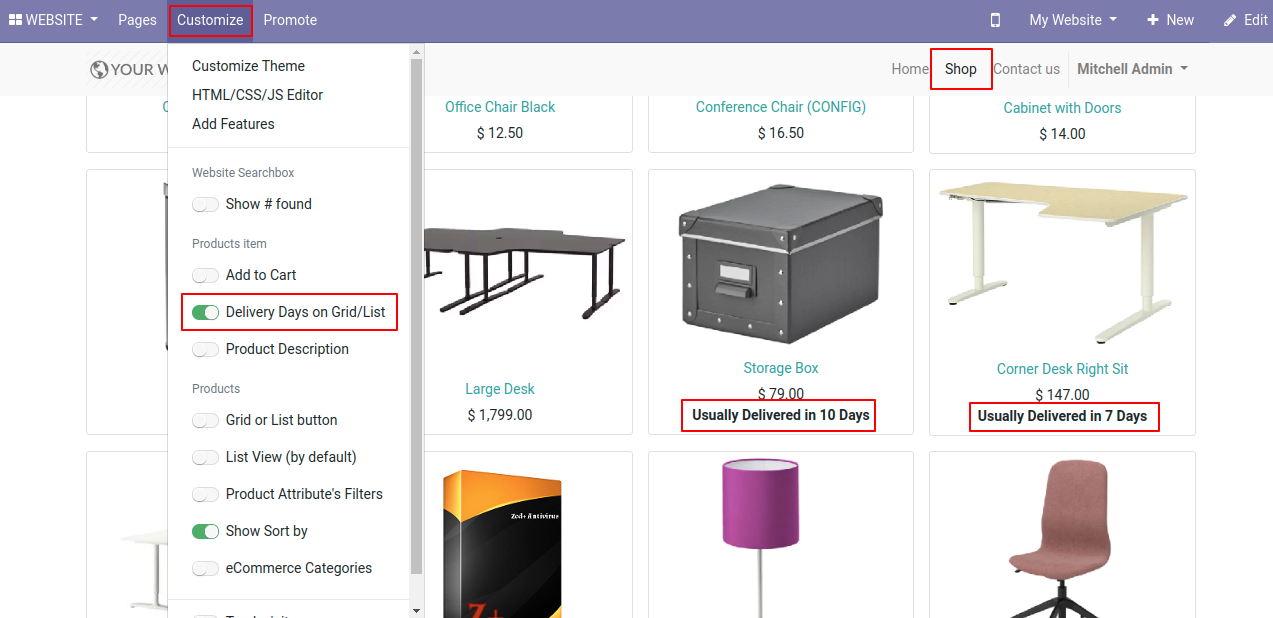 WEBSITE Pages Customize Promote My Website + New Edit
YOUR W Home Shop Contact us Mitchell Admin
Customize Theme
HTML/CSS/JS Editor
Add Features
Website Searchbox
Show # found
Products item
Add to Cart
Delivery Days on Grid/List
Product Description
Products
Grid or List button
List View (by default)
Product Attribute's Filters
Show Sort by
eCommerce Categories
Office Chair Black
$ 12.50
Conference Chair (CONFIG)
$ 16.50
Cabinet with Doors
$ 14.00
Large Desk
$ 1,799.00
Storage Box
$ 79.00
Usually Delivered in 10 Days
Corner Desk Right Sit
$ 147.00
Usually Delivered in 7 Days
Zed+ Antivirus
Z+